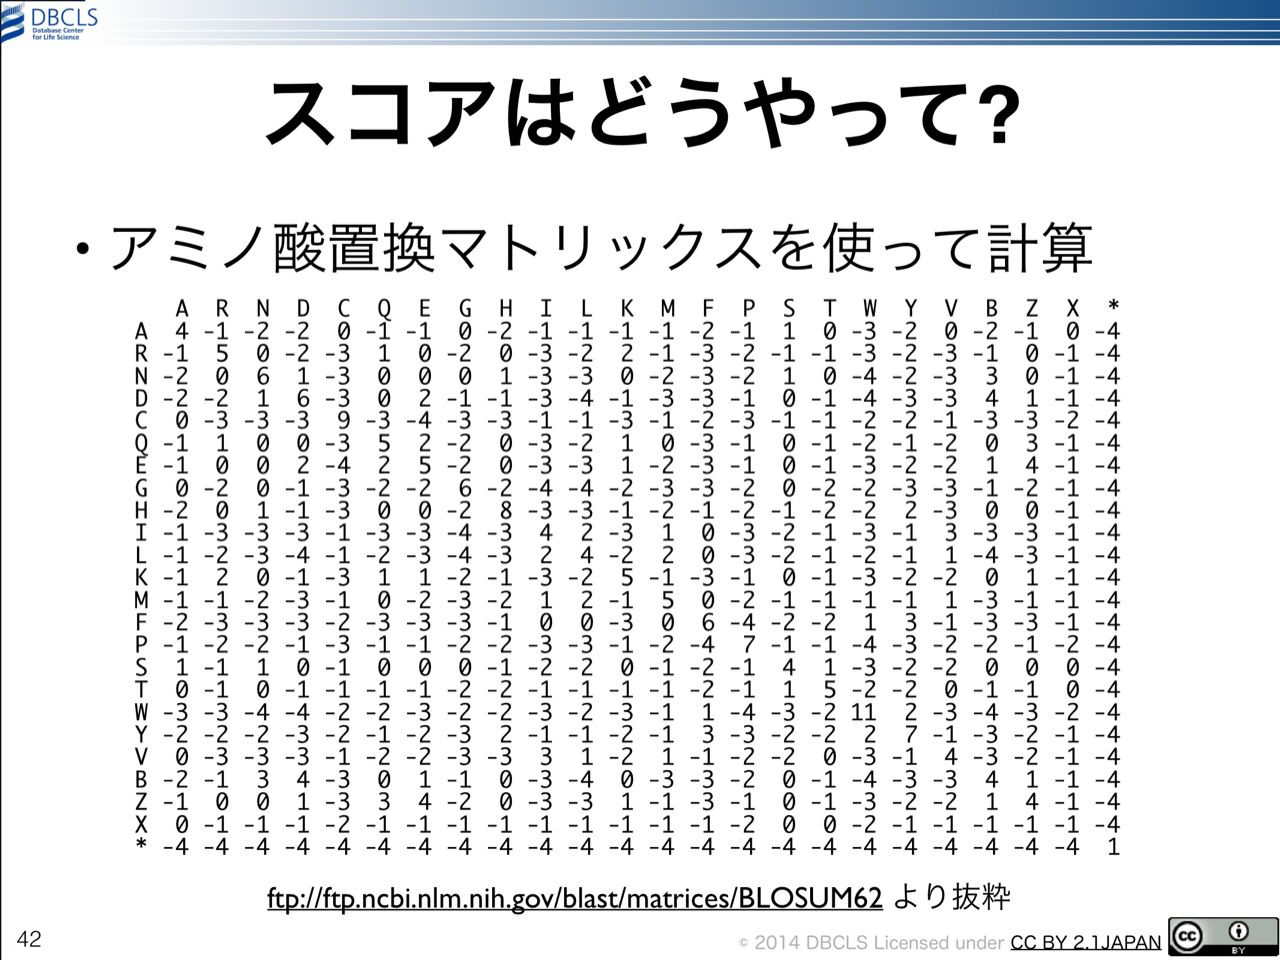 DBCLS
Database Center
for Life Science
スコアはどうやって?
• アミノ酸置換マトリックスを使って計算
A R N D C Q E G H I L K M F P S T W Y V B Z X *
A 4 -1 -2 -2 0 -1 -1 0 -2 -1 -1 -1 -1 -2 -1 1 0 -3 -2 0 -2 -1 0 -4
R -1 5 0 -2 -3 1 0 -2 0 -3 -2 2 -1 -3 -2 -1 -1 -3 -2 -3 -1 0 -1 -4
N -2 0 6 1 -3 0 0 0 1 -3 -3 0 -2 -3 -2 1 0 -4 -2 -3 3 0 -1 -4
D -2 -2 1 6 -3 0 2 -1 -1 -3 -4 -1 -3 -3 -1 0 -1 -4 -3 -3 4 1 -1 -4
C 0 -3 -3 -3 9 -3 -4 -3 -3 -1 -1 -3 -1 -2 -3 -1 -1 -2 -2 -1 -3 -3 -2 -4
Q -1 1 0 0 -3 5 2 -2 0 -3 -2 1 0 -3 -1 0 -1 -2 -1 -2 0 3 -1 -4
E -1 0 0 2 -4 2 5 -2 0 -3 -3 1 -2 -3 -1 0 -1 -3 -2 -2 1 4 -1 -4
G 0 -2 0 -1 -3 -2 -2 6 -2 -4 -4 -2 -3 -3 -2 0 -2 -2 -3 -3 -1 -2 -1 -4
H -2 0 1 -1 -3 0 0 -2 8 -3 -3 -1 -2 -1 -2 -1 -2 -2 2 -3 0 0 -1 -4
I -1 -3 -3 -3 -1 -3 -3 -4 -3 4 2 -3 1 0 -3 -2 -1 -3 -1 3 -3 -3 -1 -4
L -1 -2 -3 -4 -1 -2 -3 -4 -3 2 4 -2 2 0 -3 -2 -1 -2 -1 1 -4 -3 -1 -4
K -1 2 0 -1 -3 1 1 -2 -1 -3 -2 5 -1 -3 -1 0 -1 -3 -2 -2 0 1 -1 -4
M -1 -1 -2 -3 -1 0 -2 -3 -2 1 2 -1 5 0 -2 -1 -1 -1 -1 1 -3 -1 -1 -4
F -2 -3 -3 -3 -2 -3 -3 -3 -1 0 0 -3 0 6 -4 -2 -2 1 3 -1 -3 -3 -1 -4
P -1 -2 -2 -1 -3 -1 -1 -2 -2 -3 -3 -1 -2 -4 7 -1 -1 -4 -3 -2 -2 -1 -2 -4
S 1 -1 1 0 -1 0 0 0 -1 -2 -2 0 -1 -2 -1 4 1 -3 -2 -2 0 0 0 -4
T 0 -1 0 -1 -1 -1 -1 -2 -2 -1 -1 -1 -1 -2 -1 1 5 -2 -2 0 -1 -1 0 -4
W -3 -3 -4 -4 -2 -2 -3 -2 -2 -3 -2 -3 -1 1 -4 -3 -2 11 2 -3 -4 -3 -2 -4
Y -2 -2 -2 -3 -2 -1 -2 -3 2 -1 -1 -2 -1 3 -3 -2 -2 2 7 -1 -3 -2 -1 -4
V 0 -3 -3 -3 -1 -2 -2 -3 -3 3 1 -2 1 -1 -2 -2 0 -3 -1 4 -3 -2 -1 -4
B -2 -1 3 4 -3 0 1 -1 0 -3 -4 0 -3 -3 -2 0 -1 -4 -3 -3 4 1 -1 -4
Z -1 0 0 1 -3 3 4 -2 0 -3 -3 1 -1 -3 -1 0 -1 -3 -2 -2 1 4 -1 -4
X 0 -1 -1 -1 -2 -1 -1 -1 -1 -1 -1 -1 -1 -1 -2 0 0 -2 -1 -1 -1 -1 -1 -4
* -4 -4 -4 -4 -4 -4 -4 -4 -4 -4 -4 -4 -4 -4 -4 -4 -4 -4 -4 -4 -4 -4 -4 1
ftp://ftp.ncbi.nlm.nih.gov/blast/matrices/BLOSUM62 より抜粋
42
© 2014 DBCLS Licensed under CC BY 2.1JAPAN
cc
BY